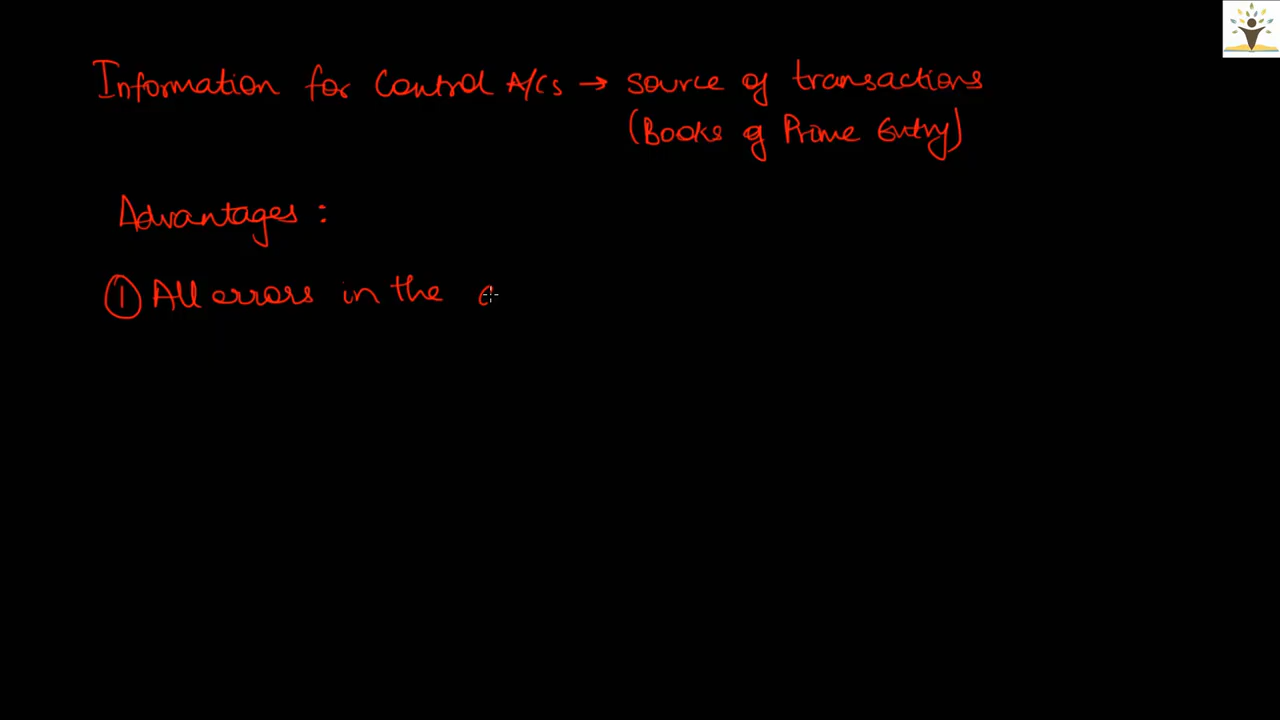 Information for Control A/Cs → source of transactions
(Books of Prime Entry)
Advantages :
① All errors in the